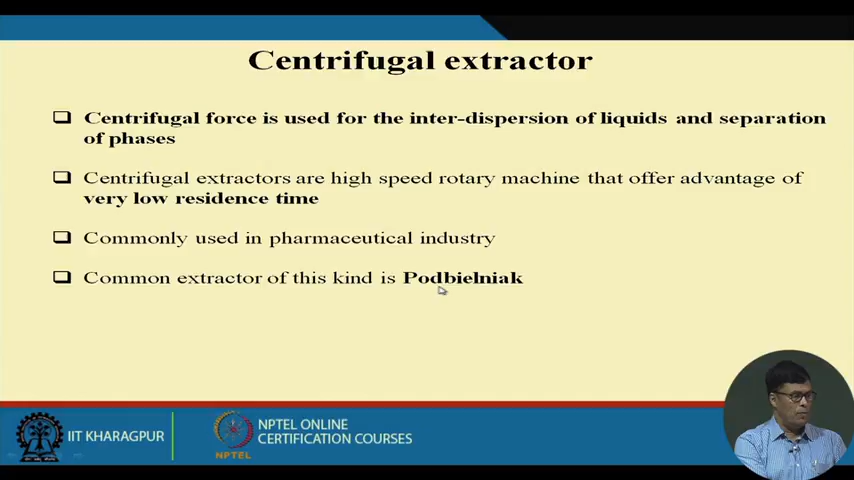 Centrifugal extractor
❑ Centrifugal force is used for the inter-dispersion of liquids and separation
of phases
❑ Centrifugal extractors are high speed rotary machine that offer advantage of
very low residence time
❑ Commonly used in pharmaceutical industry
❑ Common extractor of this kind is Podbielniak
IIT KHARAGPUR
NPTEL
NPTEL ONLINE
CERTIFICATION COURSES